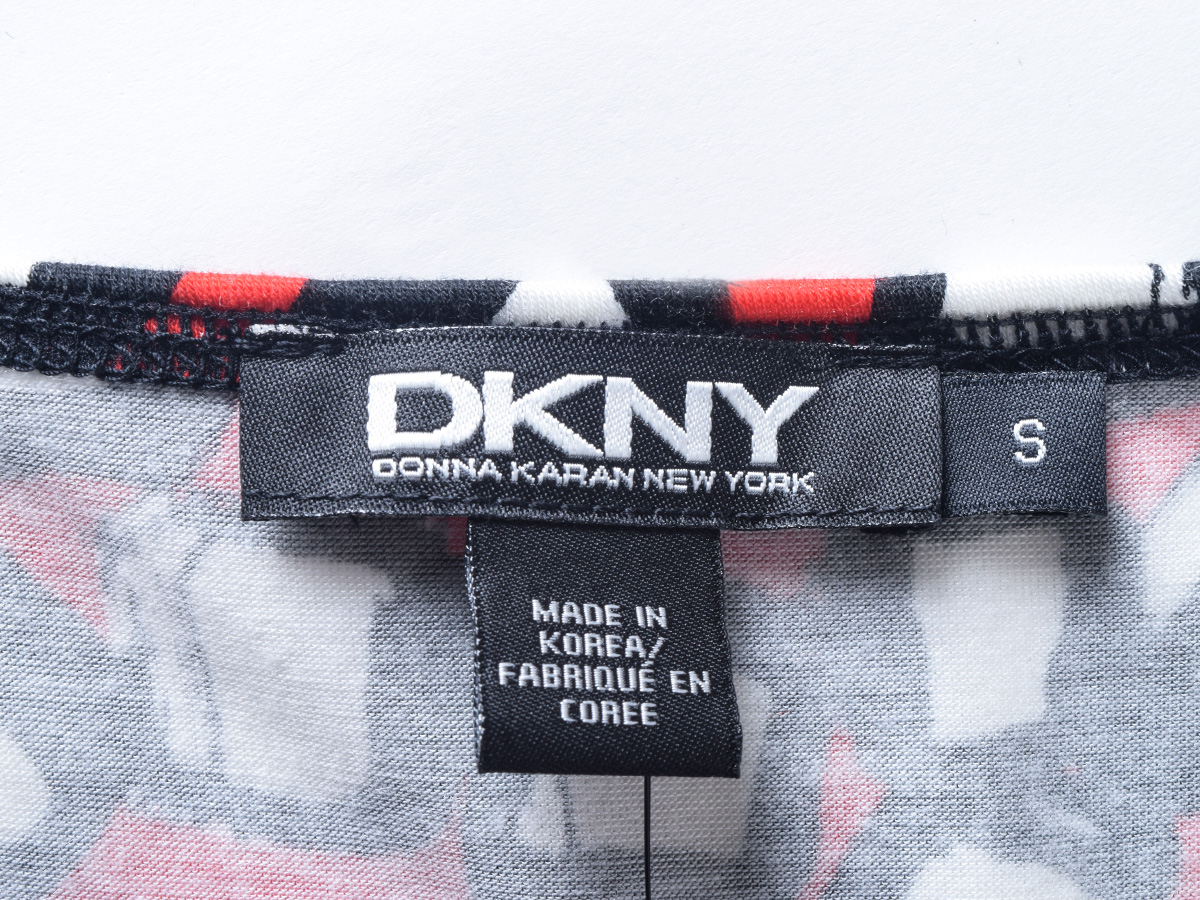 DKNY
DONNA KARAN NEW YORK
S
MADE IN
KOREA/
FABRIQUÉ EN
COREE